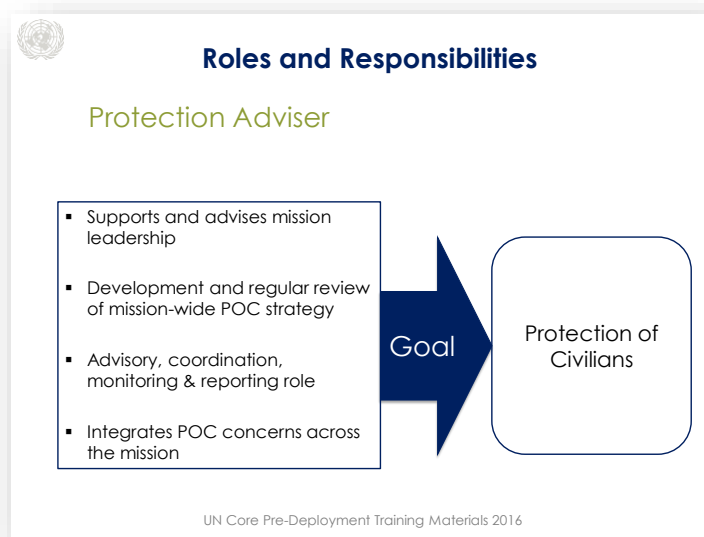 Roles and Responsibilities
Protection Adviser
▪ Supports and advises mission
leadership
▪ Development and regular review
of mission-wide POC strategy
▪ Advisory, coordination,
monitoring & reporting role
▪ Integrates POC concerns across
the mission
Goal
Protection of
Civilians
UN Core Pre-Deployment Training Materials 2016